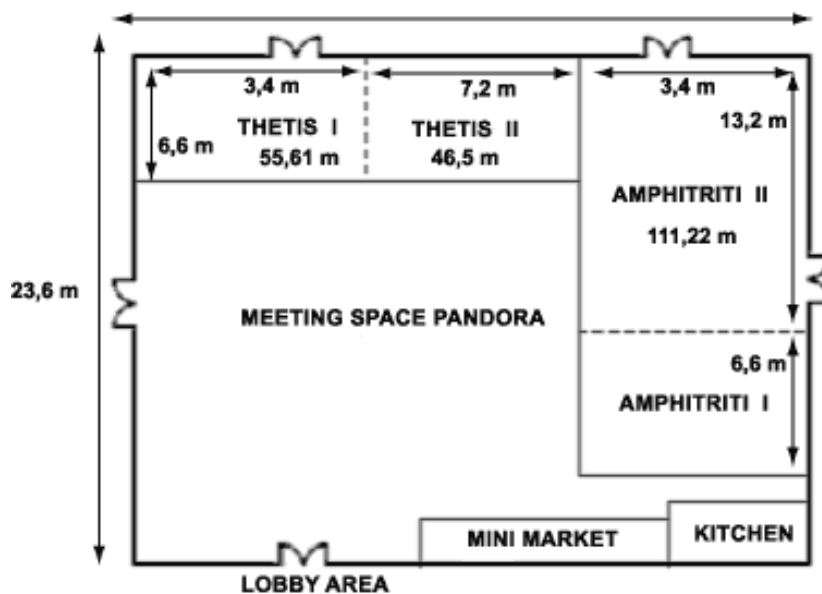 3,4 m
7,2 m
3,4 m
THETIS I
THETIS II
13,2 m
6,6 m
55,61 m
46,5 m
AMPHITRITI II
111,22 m
23,6 m
MEETING SPACE PANDORA
6,6 m
AMPHITRITI I
MINI MARKET
KITCHEN
LOBBY AREA